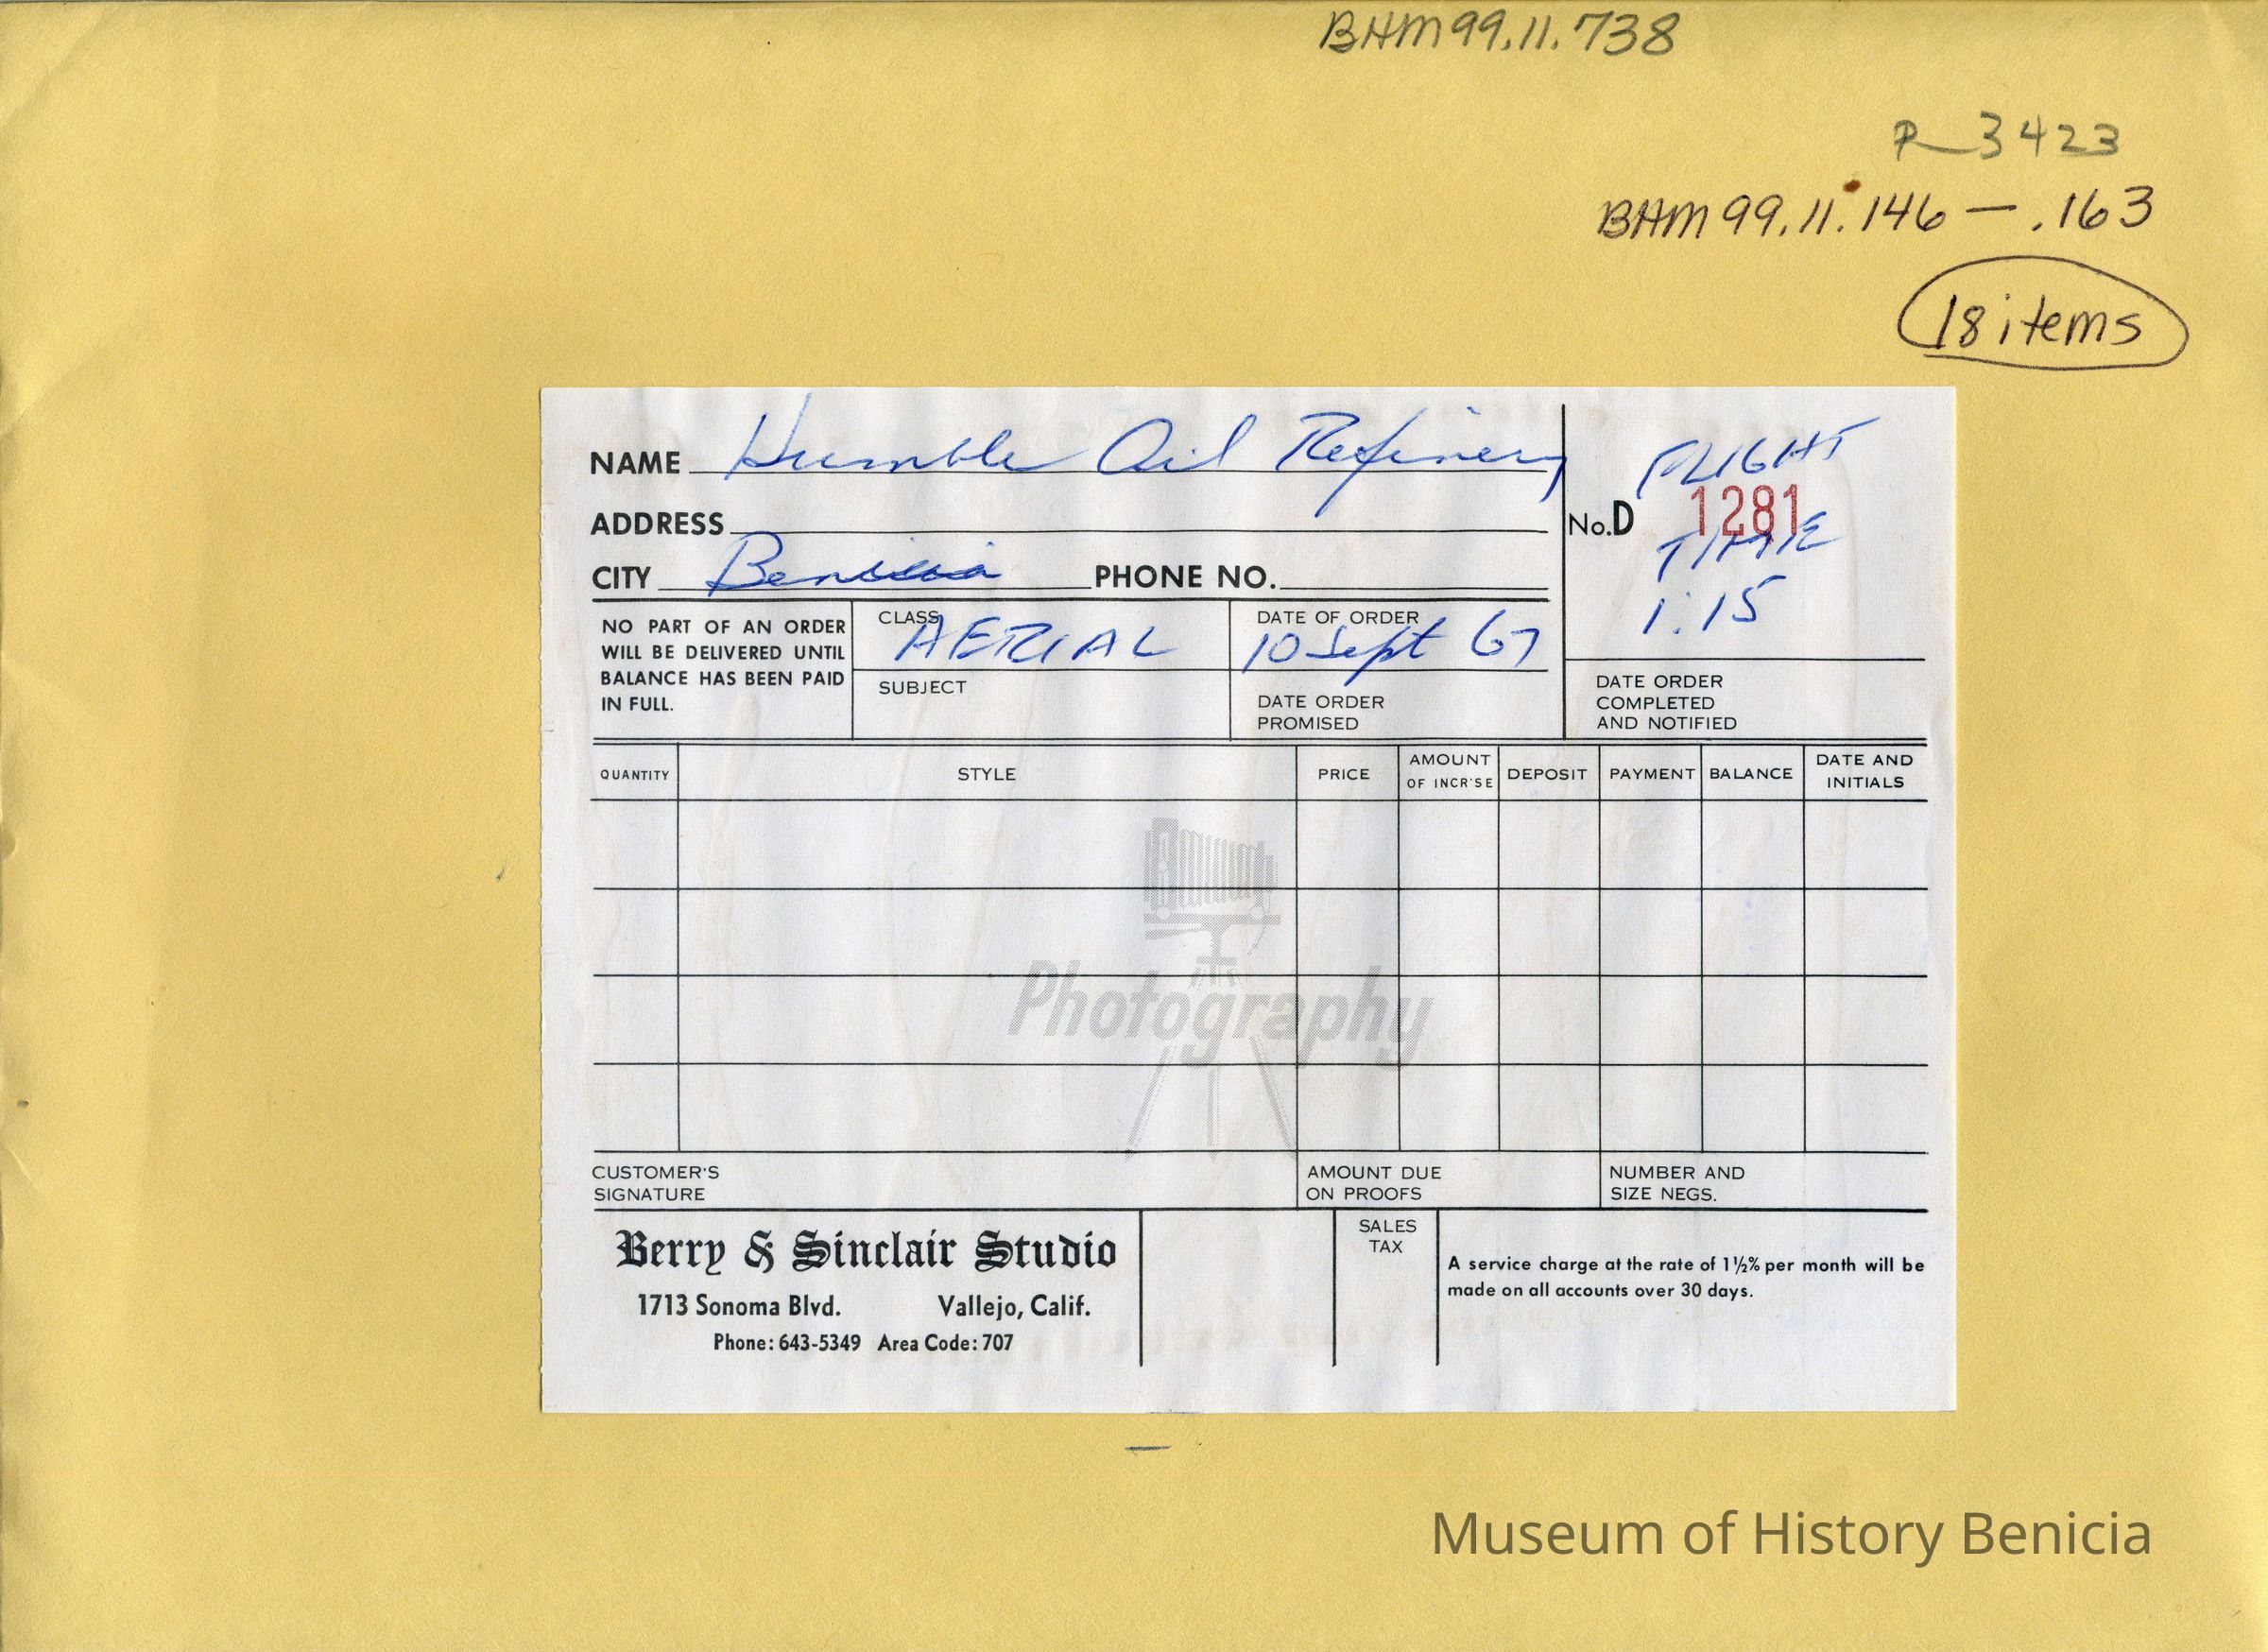 BHM 99.11.738
R 3423
BHM 99.11.146 — .163
18 items
NAME Humble Oil Refinery
ADDRESS
CITY Benicia PHONE NO.
No. D 1281
FLIGHT
TIME
1:15
NO PART OF AN ORDER
WILL BE DELIVERED UNTIL
BALANCE HAS BEEN PAID
IN FULL.
CLASS AERIAL
SUBJECT
DATE OF ORDER
10 Sept 67
DATE ORDER
PROMISED
DATE ORDER
COMPLETED
AND NOTIFIED
QUANTITY STYLE PRICE AMOUNT OF INCR'SE DEPOSIT PAYMENT BALANCE DATE AND INITIALS
Photography
CUSTOMER'S
SIGNATURE
AMOUNT DUE
ON PROOFS
NUMBER AND
SIZE NEGS.
Berry & Sinclair Studio
1713 Sonoma Blvd. Vallejo, Calif.
Phone: 643-5349 Area Code: 707
SALES
TAX
A service charge at the rate of 1½% per month will be
made on all accounts over 30 days.
Museum of History Benicia